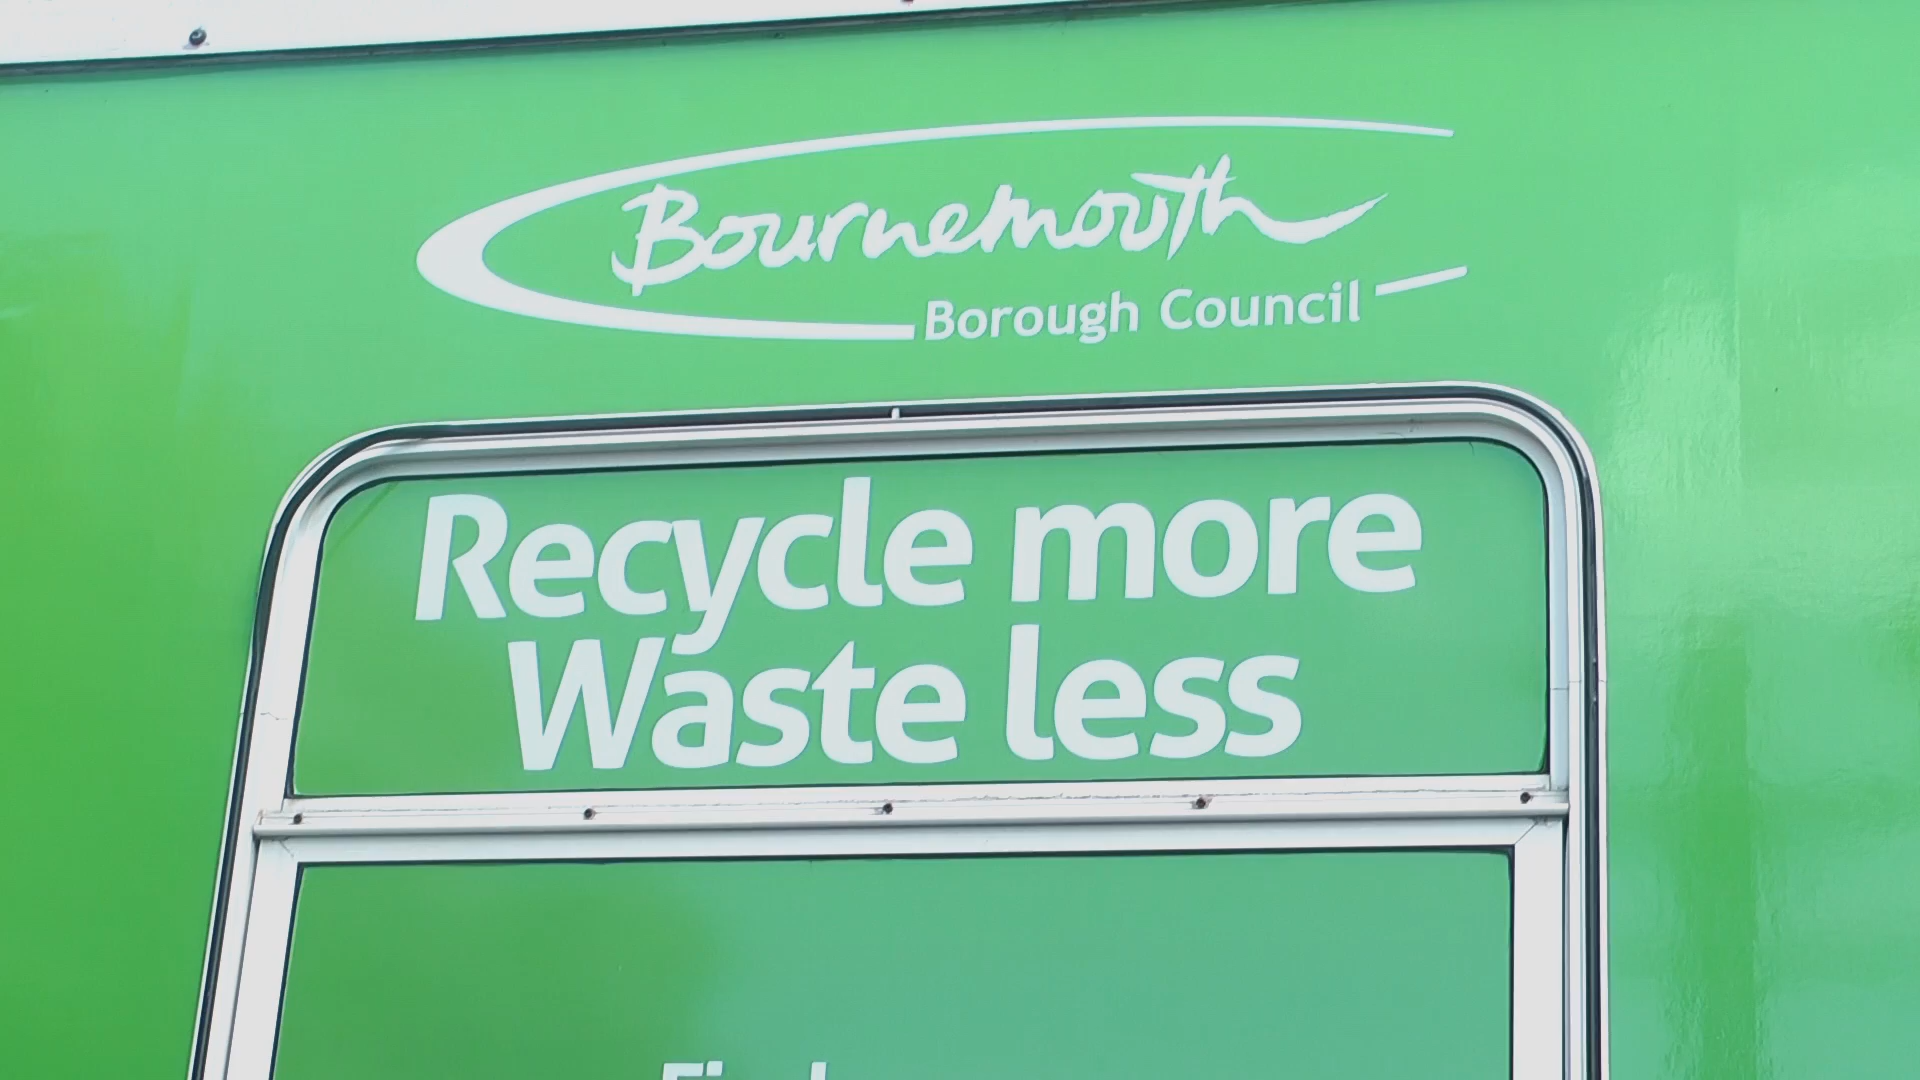 Bournemouth
Borough Council
Recycle more
Waste less